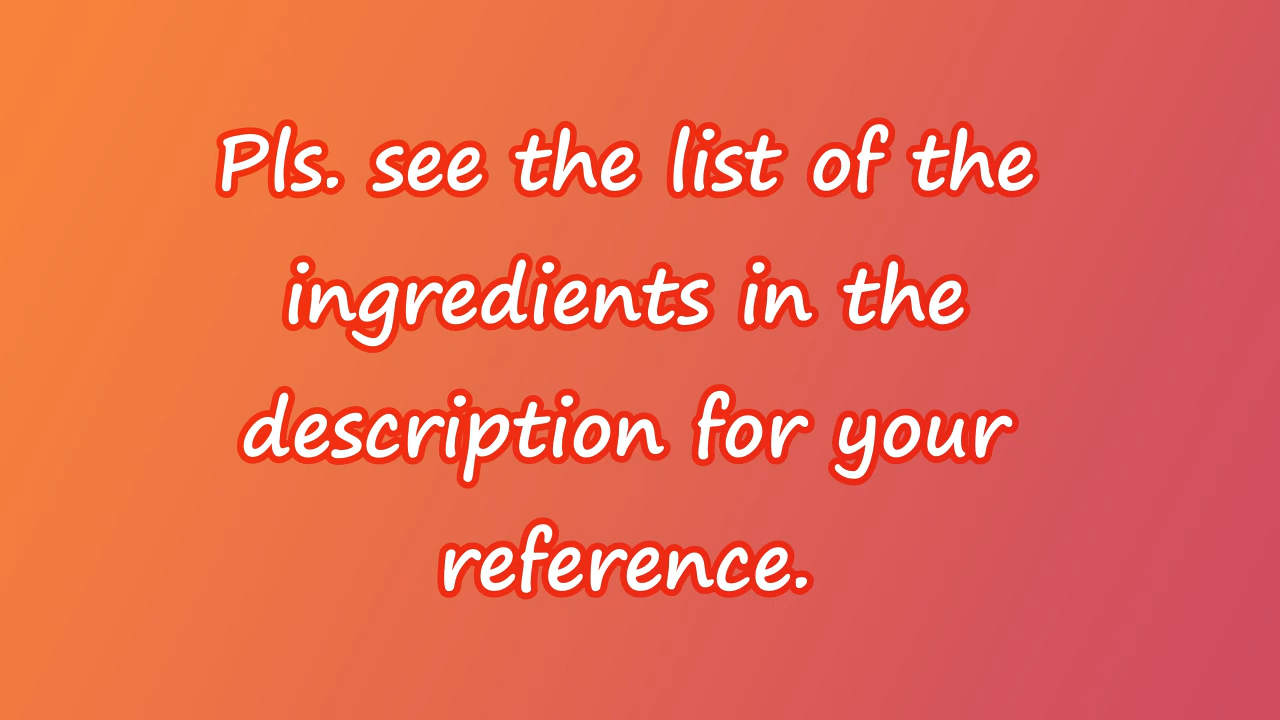 Pls. see the list of the
ingredients in the
description for your
reference.